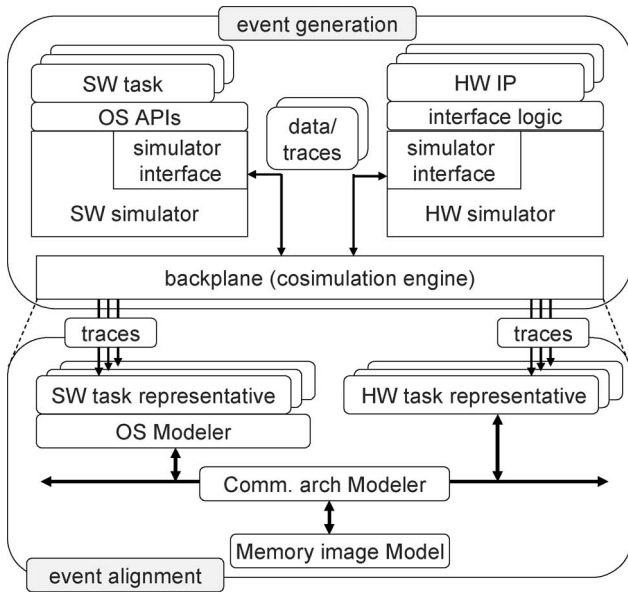 event generation
SW task
OS APIs
simulator
interface
SW simulator
data/
traces
HW IP
interface logic
simulator
interface
HW simulator
backplane (cosimulation engine)
traces
traces
SW task representative
OS Modeler
HW task representative
Comm. arch Modeler
Memory image Model
event alignment